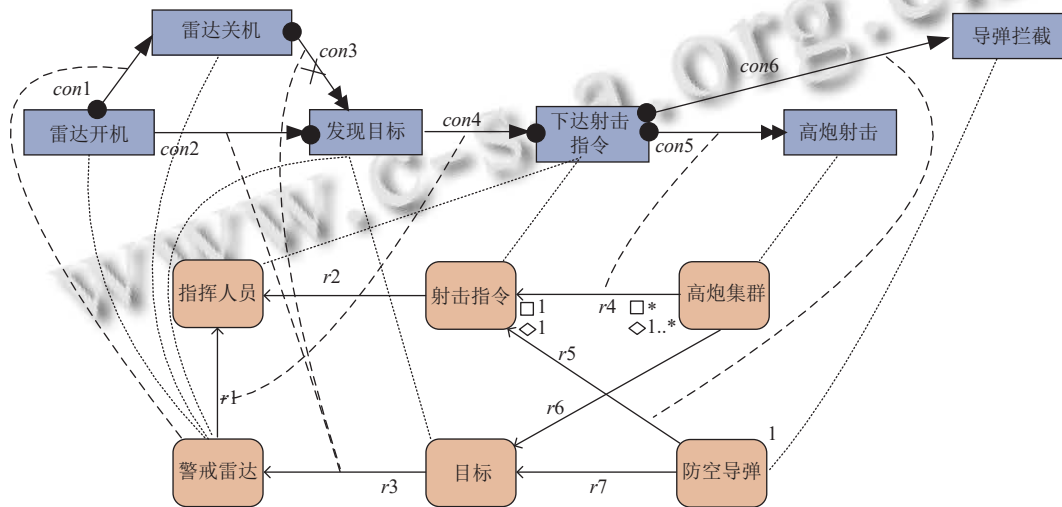 雷达关机
导弹拦截
con3
con6
con1
雷达开机
发现目标
con4
下达射击
指令
高炮射击
con2
con5
指挥人员
r2
射击指令
r4
高炮集群
1
*
1
1..*
r5
r1
r6
1
警戒雷达
r3
目标
r7
防空导弹
www.c-s-a.org.cn